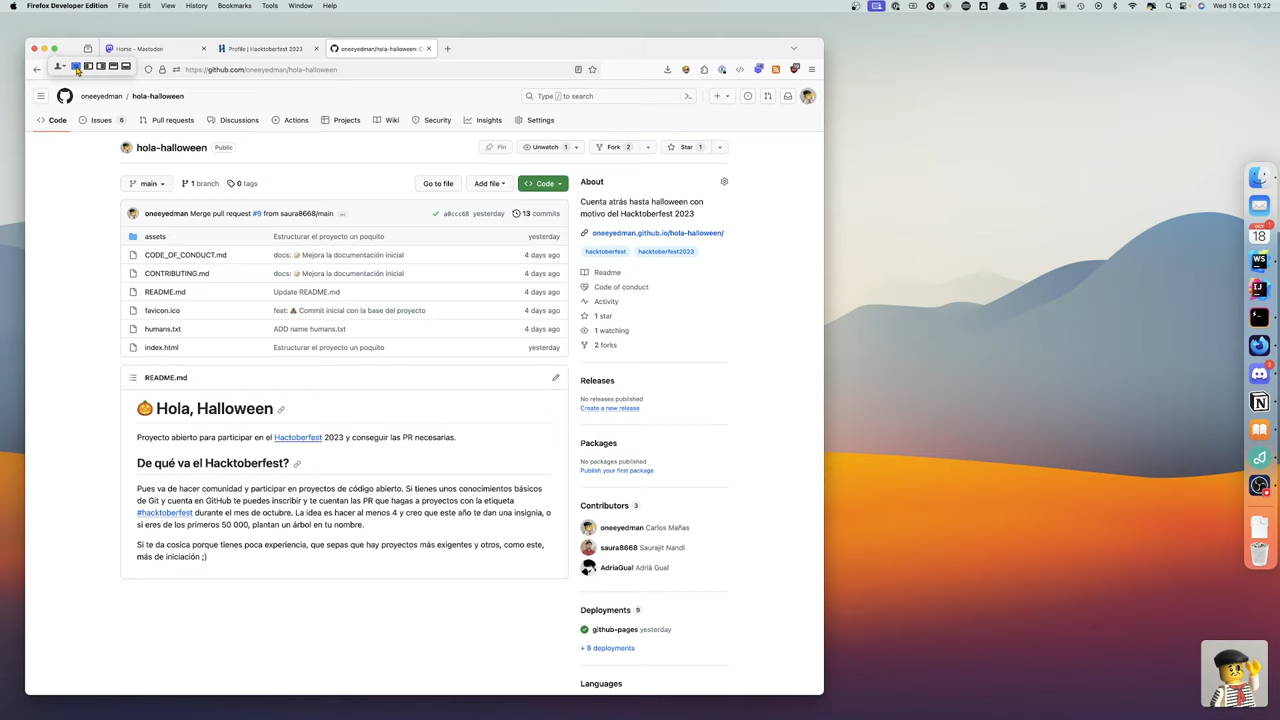 Firefox Developer Edition File Edit View History Bookmarks Tools Window Help
Wed 18 Oct 19:22
Home - Mastodon
Profile | Hacktoberfest 2023
oneeyedman/hola-halloween: C
https://github.com/oneeyedman/hola-halloween
oneeyedman / hola-halloween
Type / to search
Code
Issues 6
Pull requests
Discussions
Actions
Projects
Wiki
Security
Insights
Settings
hola-halloween Public
Pin
Unwatch 1
Fork 2
Star 1
main
1 branch
0 tags
Go to file
Add file
Code
oneeyedman Merge pull request #9 from saura8668/main ...
a0ccc68 yesterday
13 commits
assets Estructurar el proyecto un poquito yesterday
CODE_OF_CONDUCT.md docs: 📝 Mejora la documentación inicial 4 days ago
CONTRIBUTING.md docs: 📝 Mejora la documentación inicial 4 days ago
README.md Update README.md 4 days ago
favicon.ico feat: Commit inicial con la base del proyecto 4 days ago
humans.txt ADD name humans.txt 4 days ago
index.html Estructurar el proyecto un poquito yesterday
README.md
🎃 Hola, Halloween
Proyecto abierto para participar en el Hactoberfest 2023 y conseguir las PR necesarias.
De qué va el Hacktoberfest?
Pues va de hacer comunidad y participar en proyectos de código abierto. Si tienes unos conocimientos básicos
de Git y cuenta en GitHub te puedes inscribir y te cuentan las PR que hagas a proyectos con la etiqueta
#hacktoberfest durante el mes de octubre. La idea es hacer al menos 4 y creo que este año te dan una insignia, o
si eres de los primeros 50 000, plantan un árbol en tu nombre.
Si te da cosica porque tienes poca experiencia, que sepas que hay proyectos más exigentes y otros, como este,
más de iniciación ;)
About
Cuenta atrás hasta halloween con
motivo del Hacktoberfest 2023
oneeyedman.github.io/hola-halloween/
hacktoberfest hacktoberfest2023
Readme
Code of conduct
Activity
1 star
1 watching
2 forks
Releases
No releases published
Create a new release
Packages
No packages published
Publish your first package
Contributors 3
oneeyedman Carlos Mañas
saura8668 Saurajit Nandi
AdriaGual Adrià Gual
Deployments 9
github-pages yesterday
+ 8 deployments
Languages
OCT
18
WS